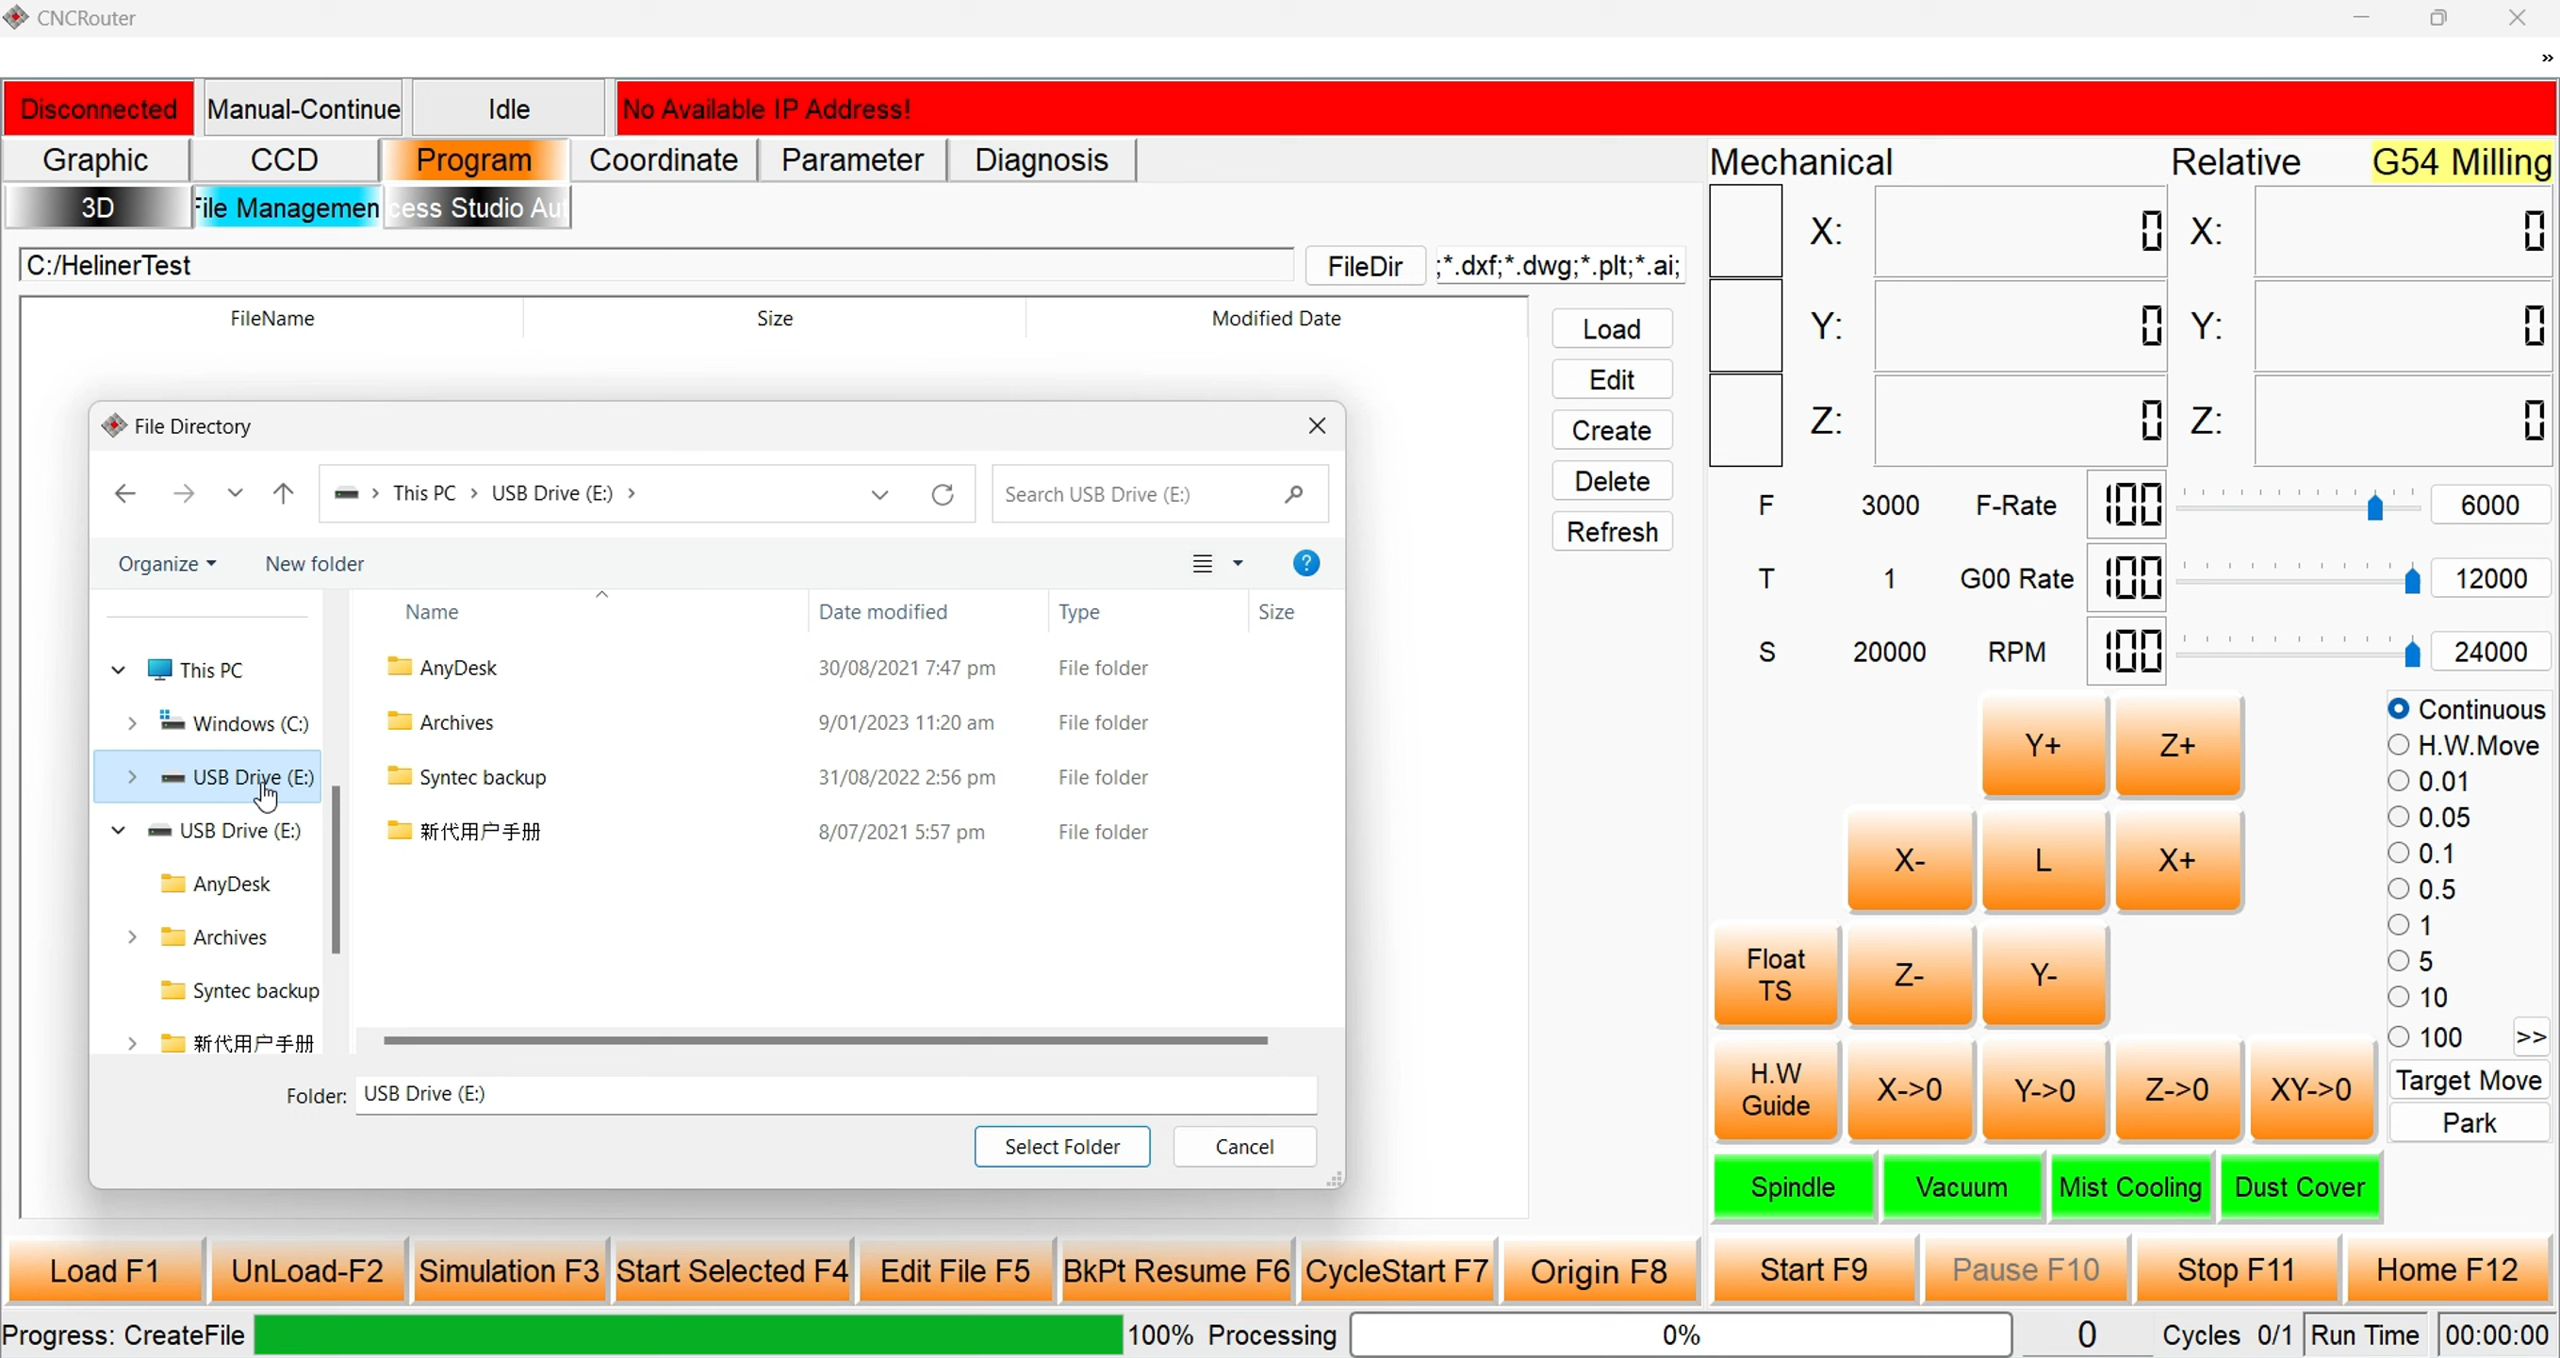 CNCRouter
»
Disconnected Manual-Continue Idle No Available IP Address!
Graphic CCD Program Coordinate Parameter Diagnosis
3D File Managemen cess Studio Aut
C:/HelinerTest FileDir ;*.dxf;*.dwg;*.plt;*.ai;
FileName Size Modified Date
Load
Edit
Create
Delete
Refresh
File Directory
This PC > USB Drive (E:) >
Search USB Drive (E:)
Organize New folder
Name Date modified Type Size
This PC
Windows (C:)
USB Drive (E:)
USB Drive (E:)
AnyDesk
Archives
Syntec backup
新代用户手册
AnyDesk 30/08/2021 7:47 pm File folder
Archives 9/01/2023 11:20 am File folder
Syntec backup 31/08/2022 2:56 pm File folder
新代用户手册 8/07/2021 5:57 pm File folder
Folder: USB Drive (E:)
Select Folder Cancel
Mechanical Relative G54 Milling
X: 0 X: 0
Y: 0 Y: 0
Z: 0 Z: 0
F 3000 F-Rate 100 6000
T 1 G00 Rate 100 12000
S 20000 RPM 100 24000
Y+ Z+
X- L X+
Float TS Z- Y-
H.W Guide X->0 Y->0 Z->0 XY->0
Continuous
H.W.Move
0.01
0.05
0.1
0.5
1
5
10
100 >>
Target Move
Park
Spindle Vacuum Mist Cooling Dust Cover
Load F1 UnLoad-F2 Simulation F3 Start Selected F4 Edit File F5 BkPt Resume F6 CycleStart F7 Origin F8 Start F9 Pause F10 Stop F11 Home F12
Progress: CreateFile 100% Processing 0% 0 Cycles 0/1 Run Time 00:00:00